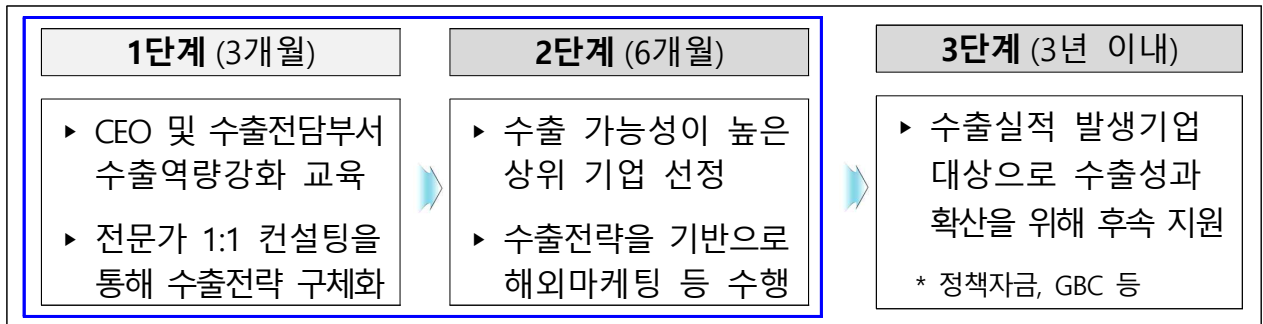 1단계 (3개월)
▸ CEO 및 수출전담부서
수출역량강화 교육
▸ 전문가 1:1 컨설팅을
통해 수출전략 구체화
2단계 (6개월)
▸ 수출 가능성이 높은
상위 기업 선정
▸ 수출전략을 기반으로
해외마케팅 등 수행
3단계 (3년 이내)
▸ 수출실적 발생기업
대상으로 수출성과
확산을 위해 후속 지원
* 정책자금, GBC 등